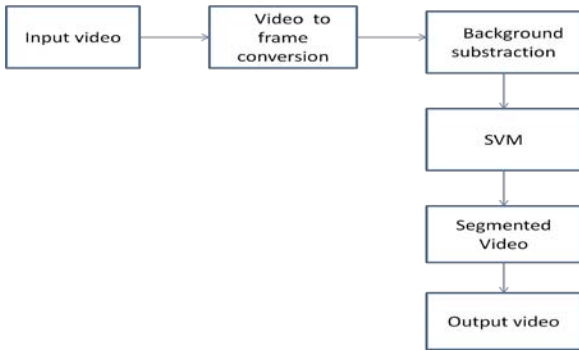 Input video
Video to
frame
conversion
Background
substraction
SVM
Segmented
Video
Output video